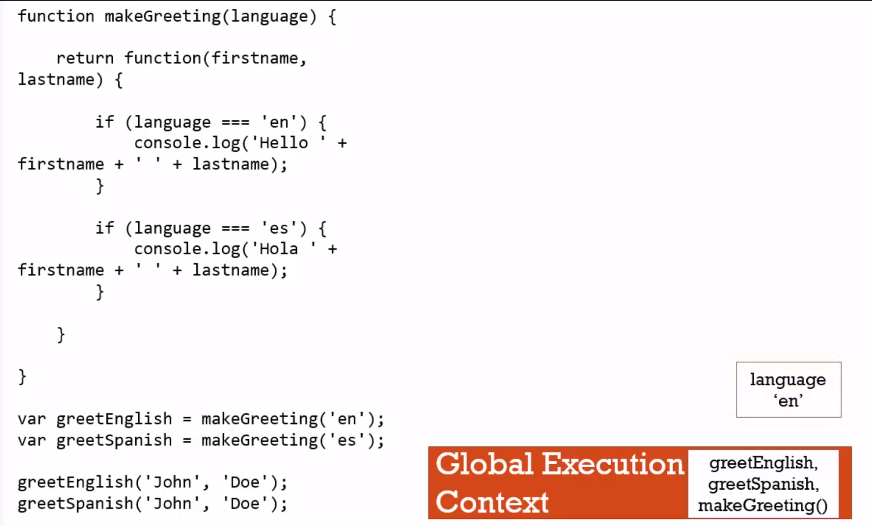 function makeGreeting(language) {
return function(firstname,
lastname) {
if (language === 'en') {
console.log('Hello ' +
firstname + ' ' + lastname);
}
if (language === 'es') {
console.log('Hola ' +
firstname + ' ' + lastname);
}
}
}
var greetEnglish = makeGreeting('en');
var greetSpanish = makeGreeting('es');
greetEnglish('John', 'Doe');
greetSpanish('John', 'Doe');
language
‘en’
Global Execution
Context
greetEnglish,
greetSpanish,
makeGreeting()